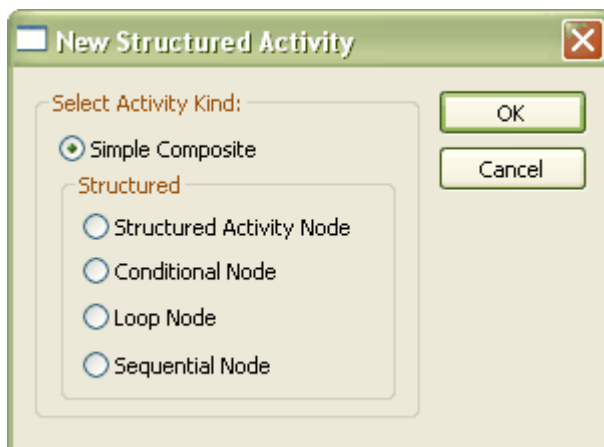 New Structured Activity
Select Activity Kind:
OK
Simple Composite
Cancel
Structured
Structured Activity Node
Conditional Node
Loop Node
Sequential Node